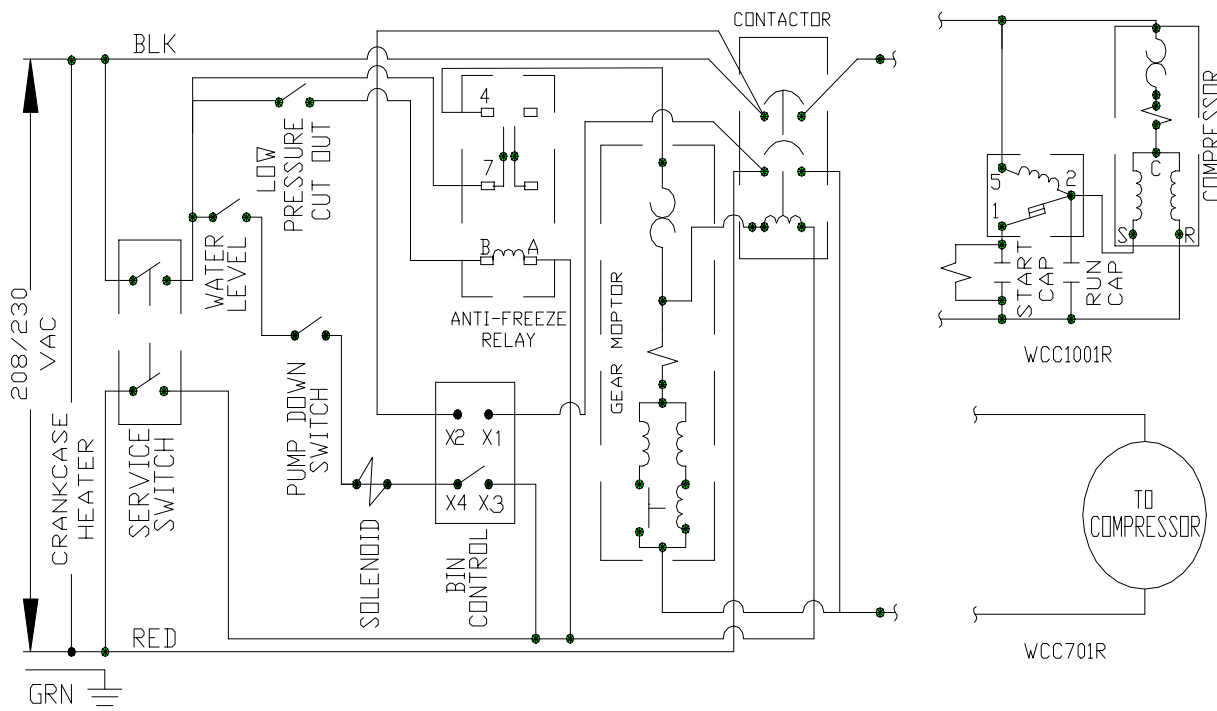 CONTACTOR
BLK
4
7
B A
ANTI-FREEZE
RELAY
LOW
PRESSURE
CUT OUT
WATER
LEVEL
208/230
VAC
CRANKCASE
HEATER
SERVICE
SWITCH
PUMP DOWN
SWITCH
SOLENOID
X2 X1
X4 X3
BIN
CONTROL
GEAR MOPTOR
RED
GRN
COMPRESSOR
C
S R
5 2
1
START
CAP
RUN
CAP
WCC1001R
TO
COMPRESSOR
WCC701R